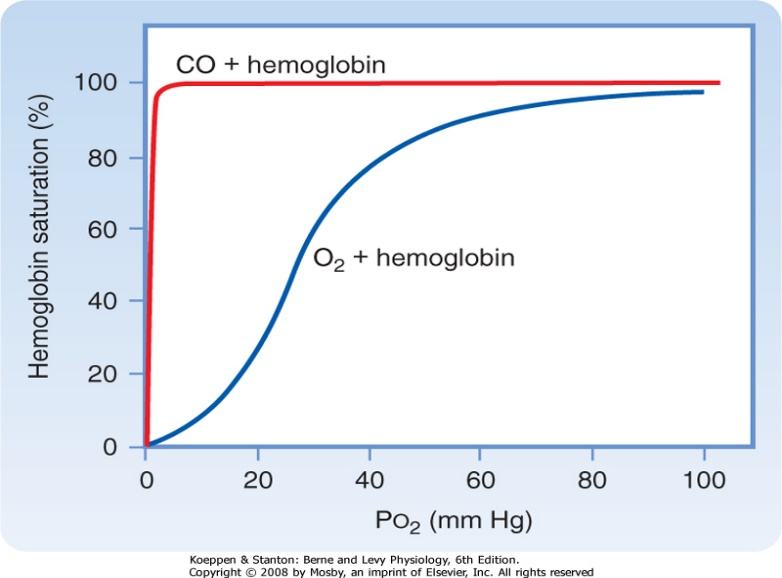 CO + hemoglobin
100
80
60
40
20
0
Hemoglobin saturation (%)
O₂ + hemoglobin
0 20 40 60 80 100
PO₂ (mm Hg)
Koeppen & Stanton: Berne and Levy Physiology, 6th Edition.
Copyright © 2008 by Mosby, an imprint of Elsevier, Inc. All rights reserved